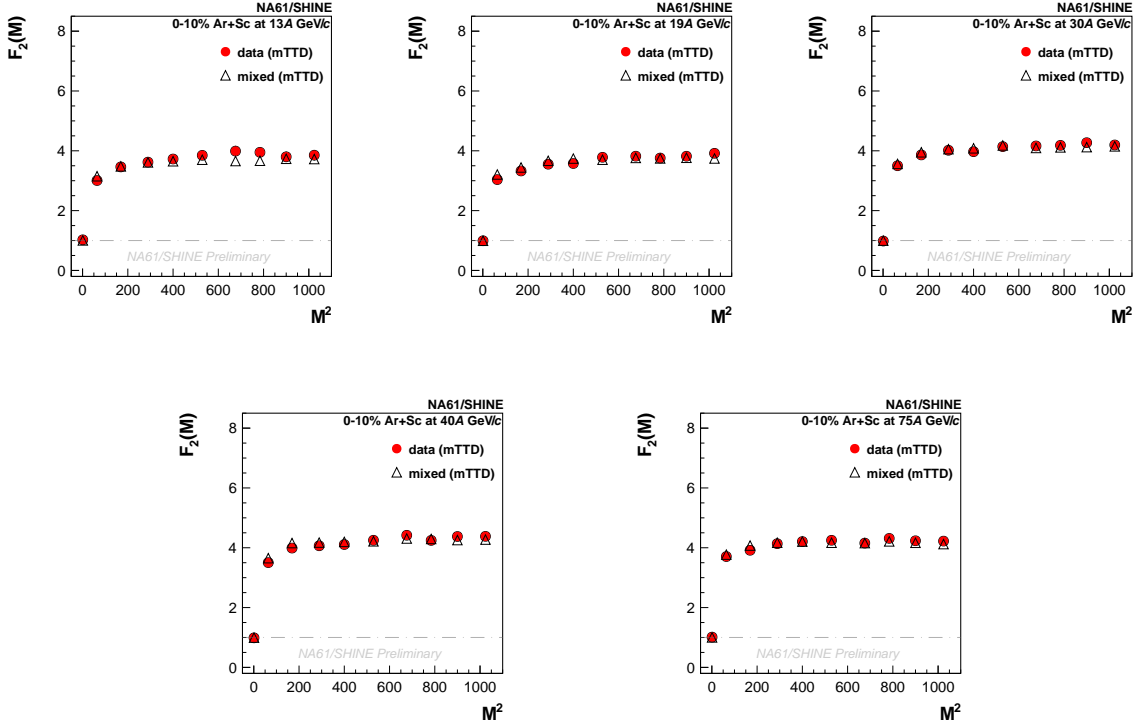 NA61/SHINE
0-10% Ar+Sc at 13A GeV/c
F2(M)
data (mTTD)
mixed (mTTD)
8
6
4
2
0
NA61/SHINE Preliminary
0 200 400 600 800 1000
M2
NA61/SHINE
0-10% Ar+Sc at 19A GeV/c
F2(M)
data (mTTD)
mixed (mTTD)
8
6
4
2
0
NA61/SHINE Preliminary
0 200 400 600 800 1000
M2
NA61/SHINE
0-10% Ar+Sc at 30A GeV/c
F2(M)
data (mTTD)
mixed (mTTD)
8
6
4
2
0
NA61/SHINE Preliminary
0 200 400 600 800 1000
M2
NA61/SHINE
0-10% Ar+Sc at 40A GeV/c
F2(M)
data (mTTD)
mixed (mTTD)
8
6
4
2
0
NA61/SHINE Preliminary
0 200 400 600 800 1000
M2
NA61/SHINE
0-10% Ar+Sc at 75A GeV/c
F2(M)
data (mTTD)
mixed (mTTD)
8
6
4
2
0
NA61/SHINE Preliminary
0 200 400 600 800 1000
M2